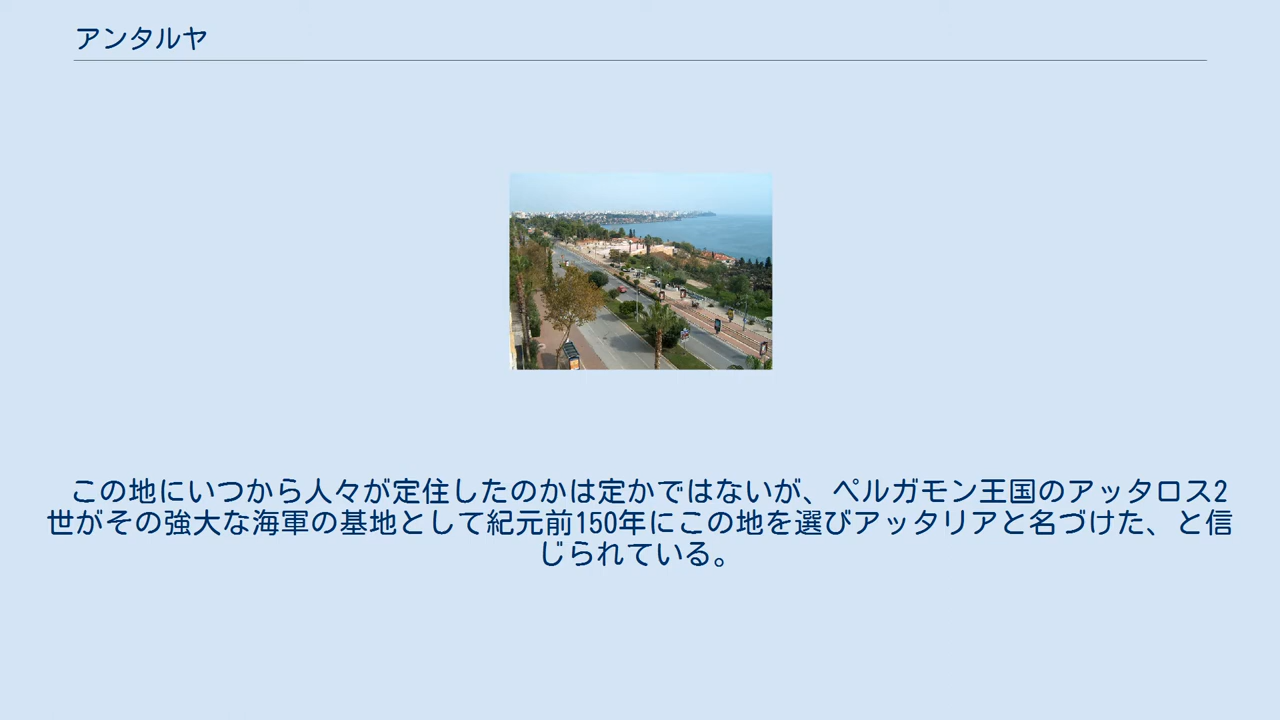 アンタルヤ
この地にいつから人々が定住したのかは定かではないが、ペルガモン王国のアッタロス2
世がその強大な海軍の基地として紀元前150年にこの地を選びアッタリアと名づけた、と信
じられている。